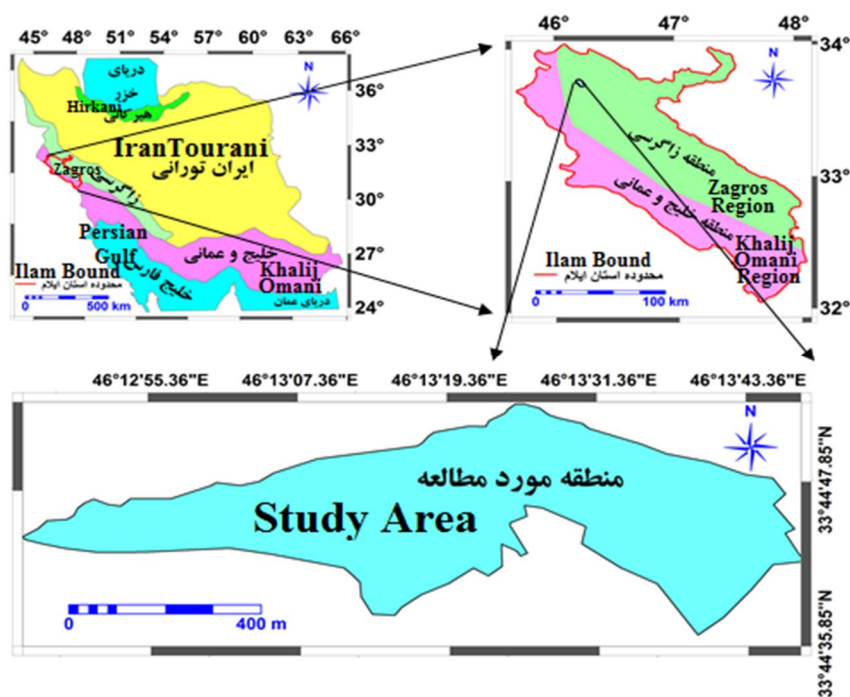 45° 48° 51° 54° 57° 60° 63° 66°
N
دریای
خزر
Hirkani
هیرکانی
36°
33°
30°
27°
24°
IranTourani
ایران تورانی
Zagros
زاگرسی
Persian
Gulf
خلیج فارس
خلیج و عمانی
Khalij
Omani
دریای عمان
Ilam Bound
محدوده استان ایلام
0 500 km
46° 47° 48°
N
34°
33°
32°
منطقه زاگرسی
Zagros
Region
منطقه خلیج و عمانی
Khalij
Omani
Region
Ilam Bound
محدوده استان ایلام
0 100 km
46°12'55.36"E 46°13'07.36"E 46°13'19.36"E 46°13'31.36"E 46°13'43.36"E
N
منطقه مورد مطالعه
Study Area
0 400 m
33°44'47.85"N
33°44'35.85"N